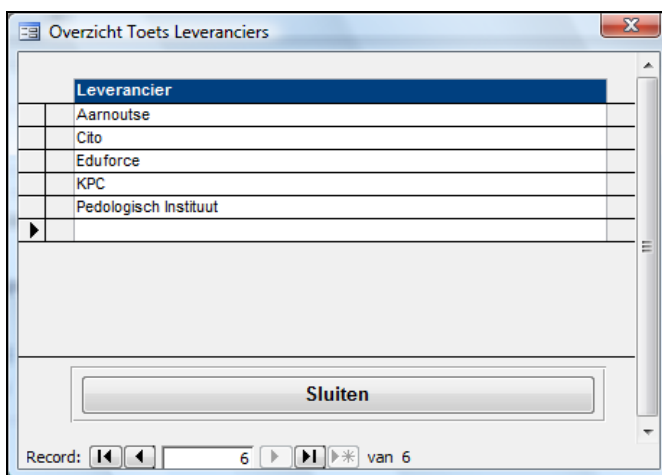 Overzicht Toets Leveranciers
Leverancier
Aarnoutse
Cito
Eduforce
KPC
Pedologisch Instituut
Sluiten
Record: 6 van 6